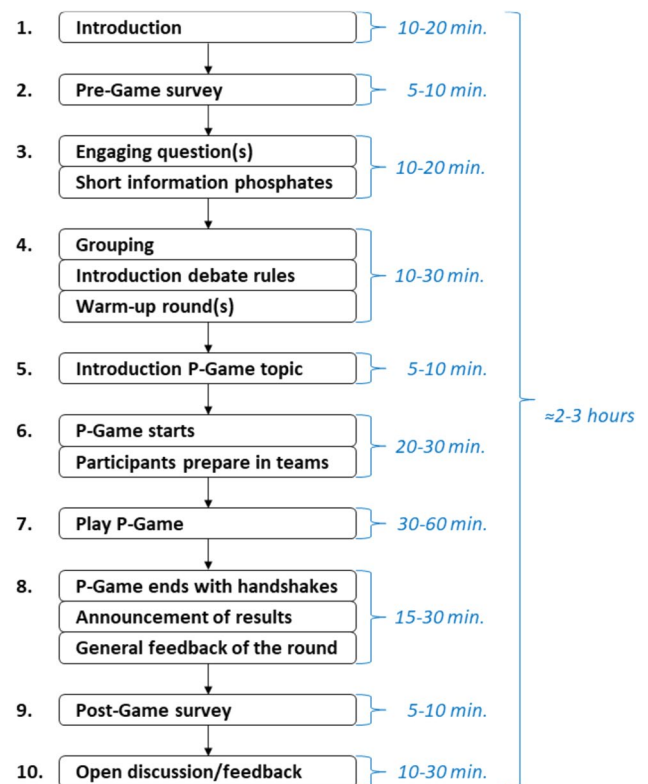 1. Introduction 10-20 min.
2. Pre-Game survey 5-10 min.
3. Engaging question(s)
Short information phosphates
10-20 min.
4. Grouping
Introduction debate rules
Warm-up round(s)
10-30 min.
5. Introduction P-Game topic 5-10 min.
6. P-Game starts
Participants prepare in teams
20-30 min.
7. Play P-Game 30-60 min.
8. P-Game ends with handshakes
Announcement of results
General feedback of the round
15-30 min.
9. Post-Game survey 5-10 min.
10. Open discussion/feedback 10-30 min.
≈2-3 hours